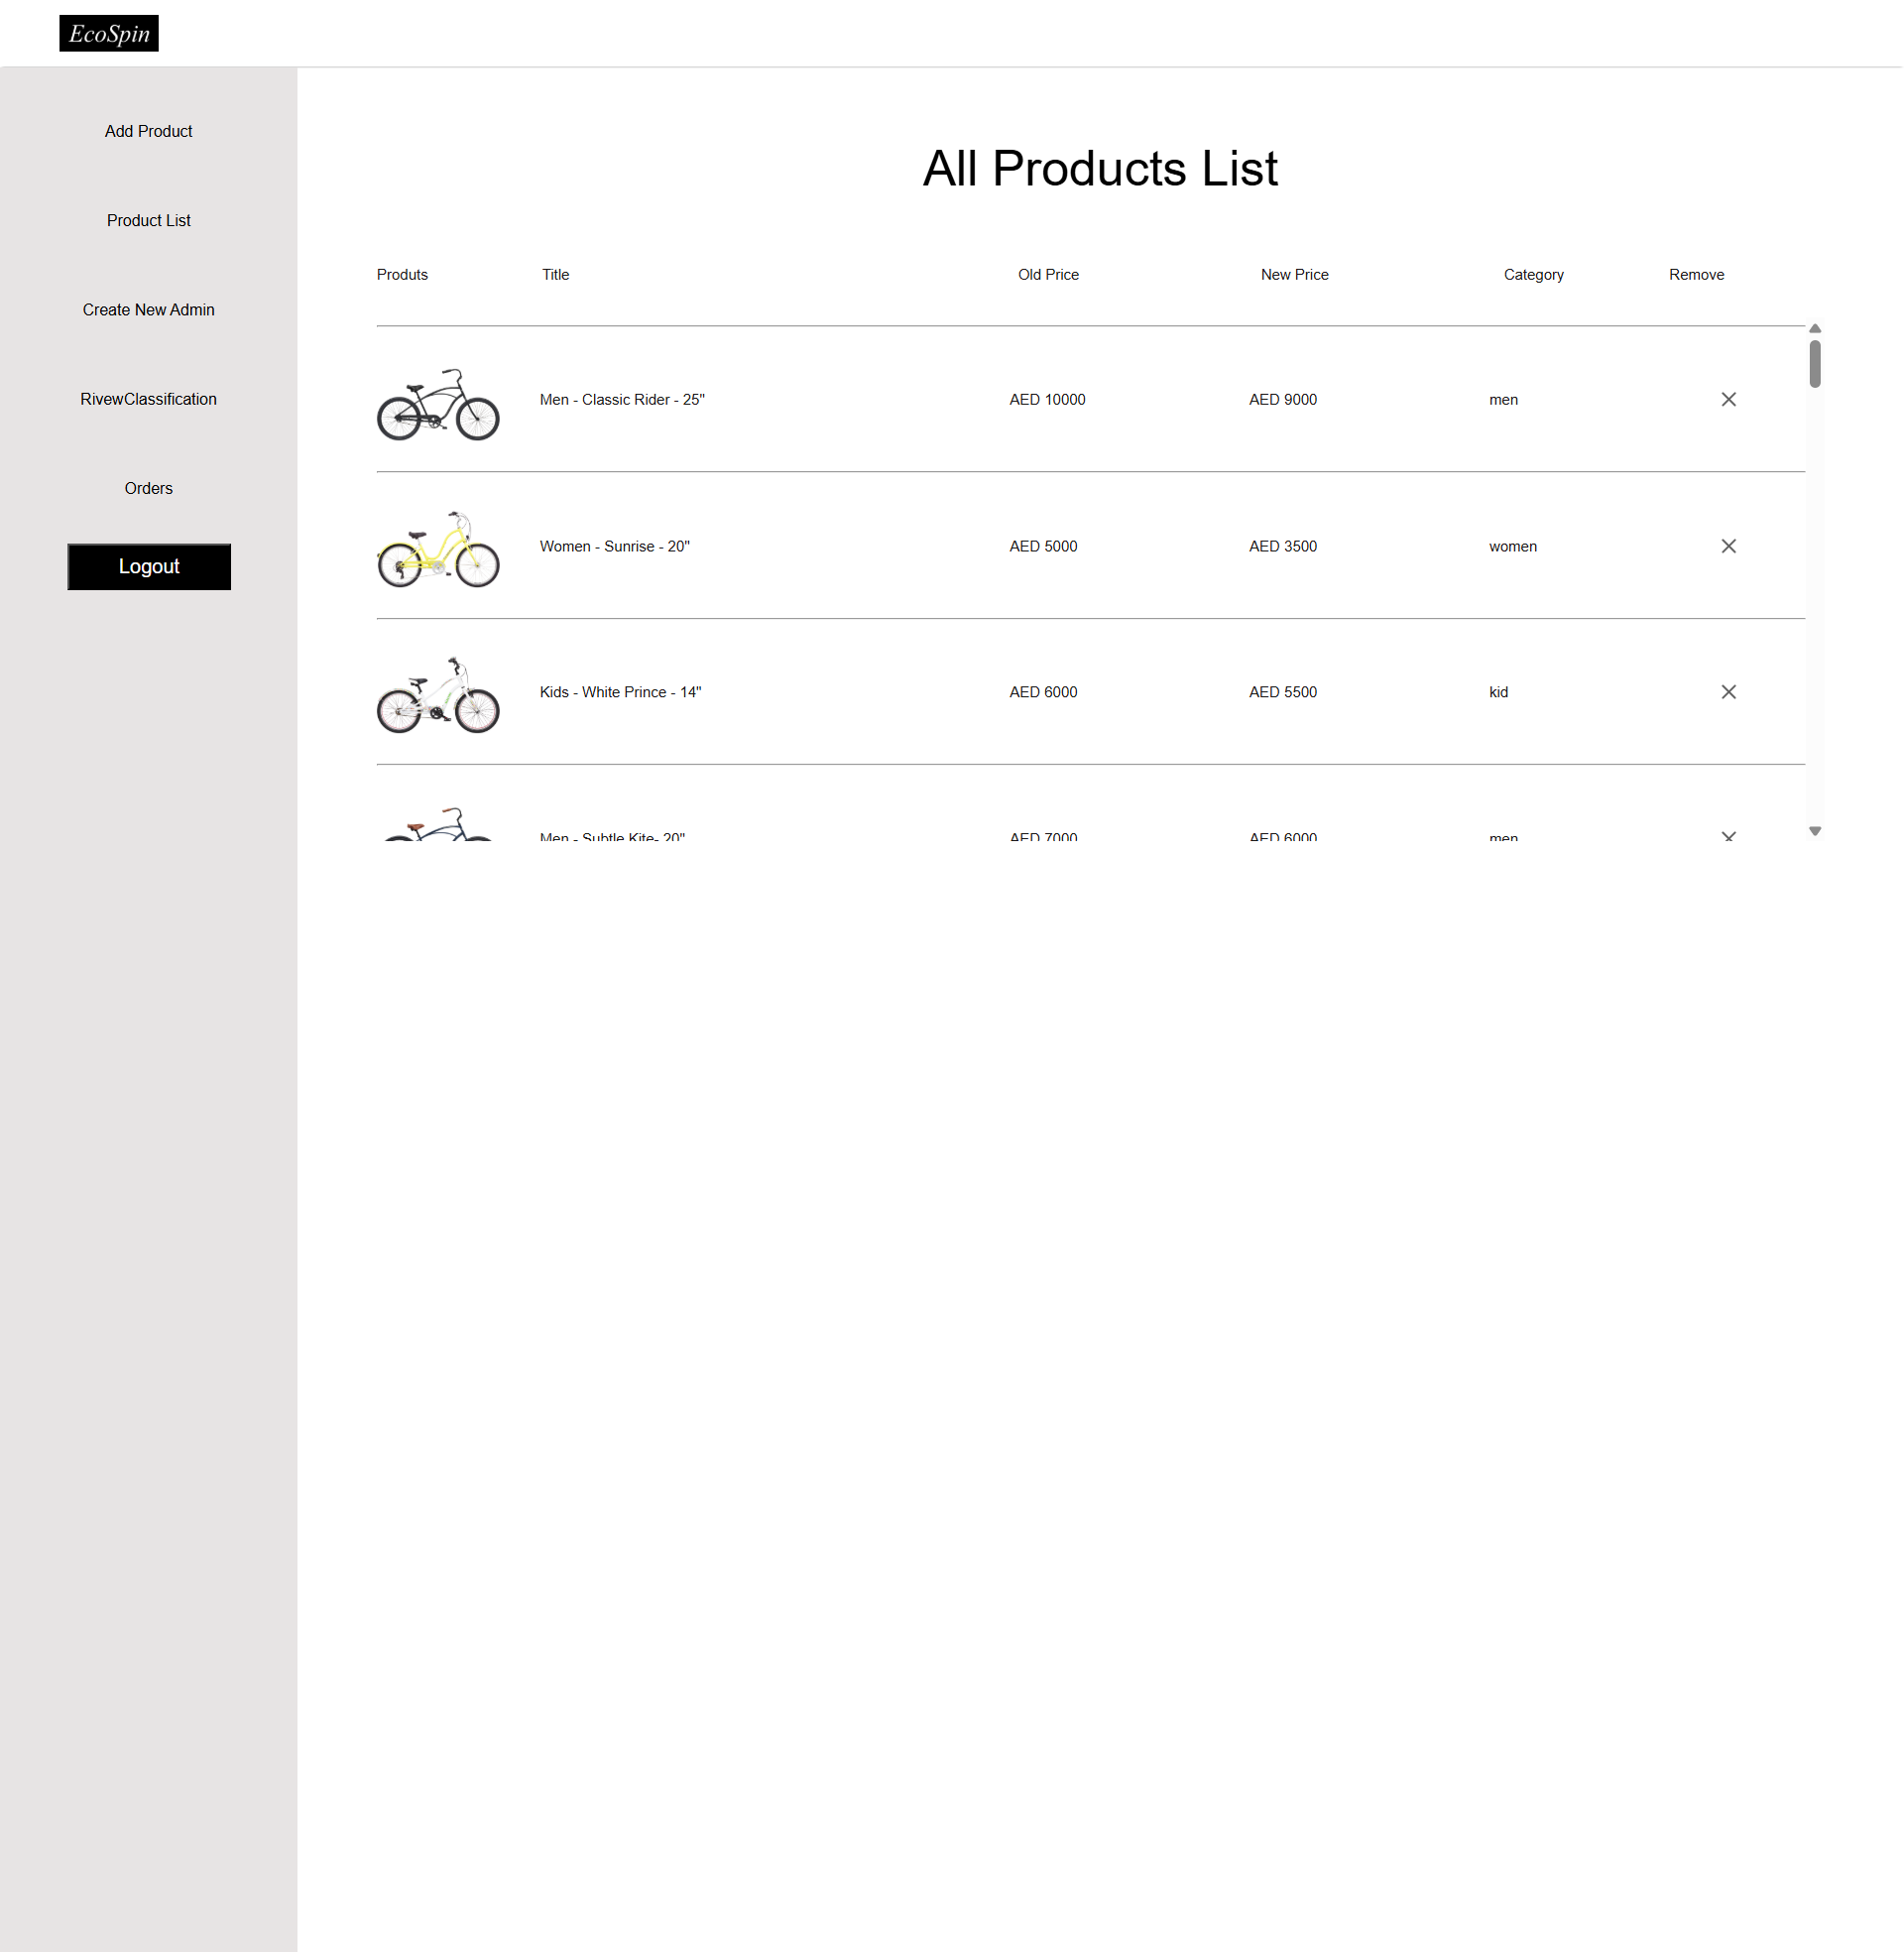 EcoSpin
Add Product
Product List
Create New Admin
RivewClassification
Orders
Logout
All Products List
Produts Title Old Price New Price Category Remove
Men - Classic Rider - 25" AED 10000 AED 9000 men
Women - Sunrise - 20" AED 5000 AED 3500 women
Kids - White Prince - 14" AED 6000 AED 5500 kid
Men - Subtle Kite- 20" AED 7000 AED 6000 men